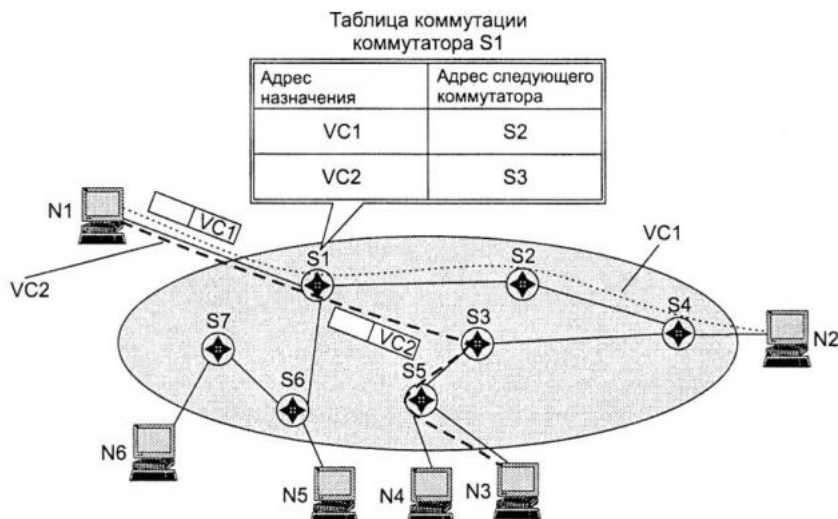 Таблица коммутации
коммутатора S1
Адрес
назначения
Адрес следующего
коммутатора
VC1
S2
VC2
S3
N1
VC1
VC2
S1
S2
VC1
S4
N2
S7
VC2
S3
S5
S6
N6
N5
N4
N3